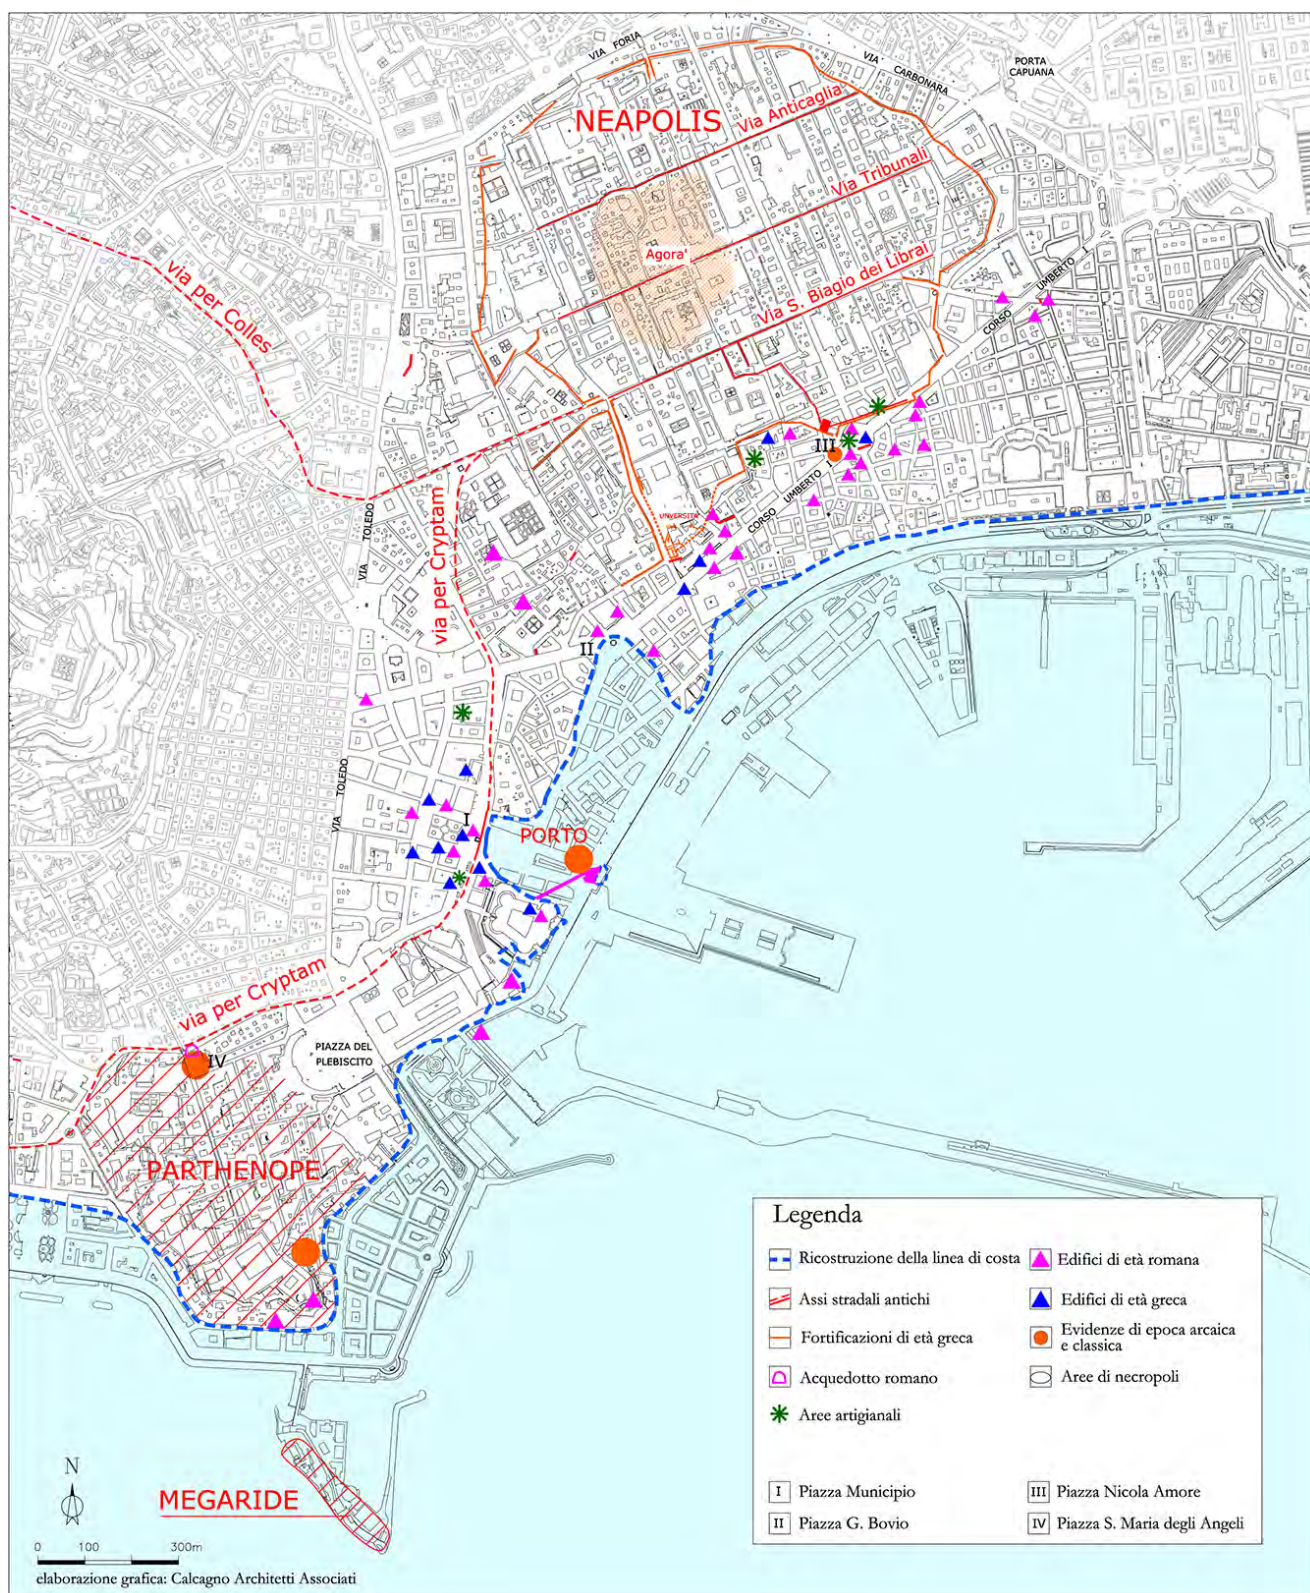 VIA FORIA
VIA CARBONARA
PORTA
CAPUANA
NEAPOLIS
Via Anticaglia
Via Tribunali
Agora'
Via S. Biagio dei Librai
CORSO UMBERTO I
via per Colles
VIA TOLEDO
via per Cryptam
III
CORSO UMBERTO I
UNIVERSITA'
II
VIA TOLEDO
I
PORTO
via per Cryptam
IV
PIAZZA DEL
PLEBISCITO
PARTHENOPE
MEGARIDE
N
0 100 300m
elaborazione grafica: Calcagno Architetti Associati
Legenda
Ricostruzione della linea di costa
Assi stradali antichi
Fortificazioni di età greca
Acquedotto romano
Aree artigianali
Edifici di età romana
Edifici di età greca
Evidenze di epoca arcaica
e classica
Aree di necropoli
I Piazza Municipio
II Piazza G. Bovio
III Piazza Nicola Amore
IV Piazza S. Maria degli Angeli